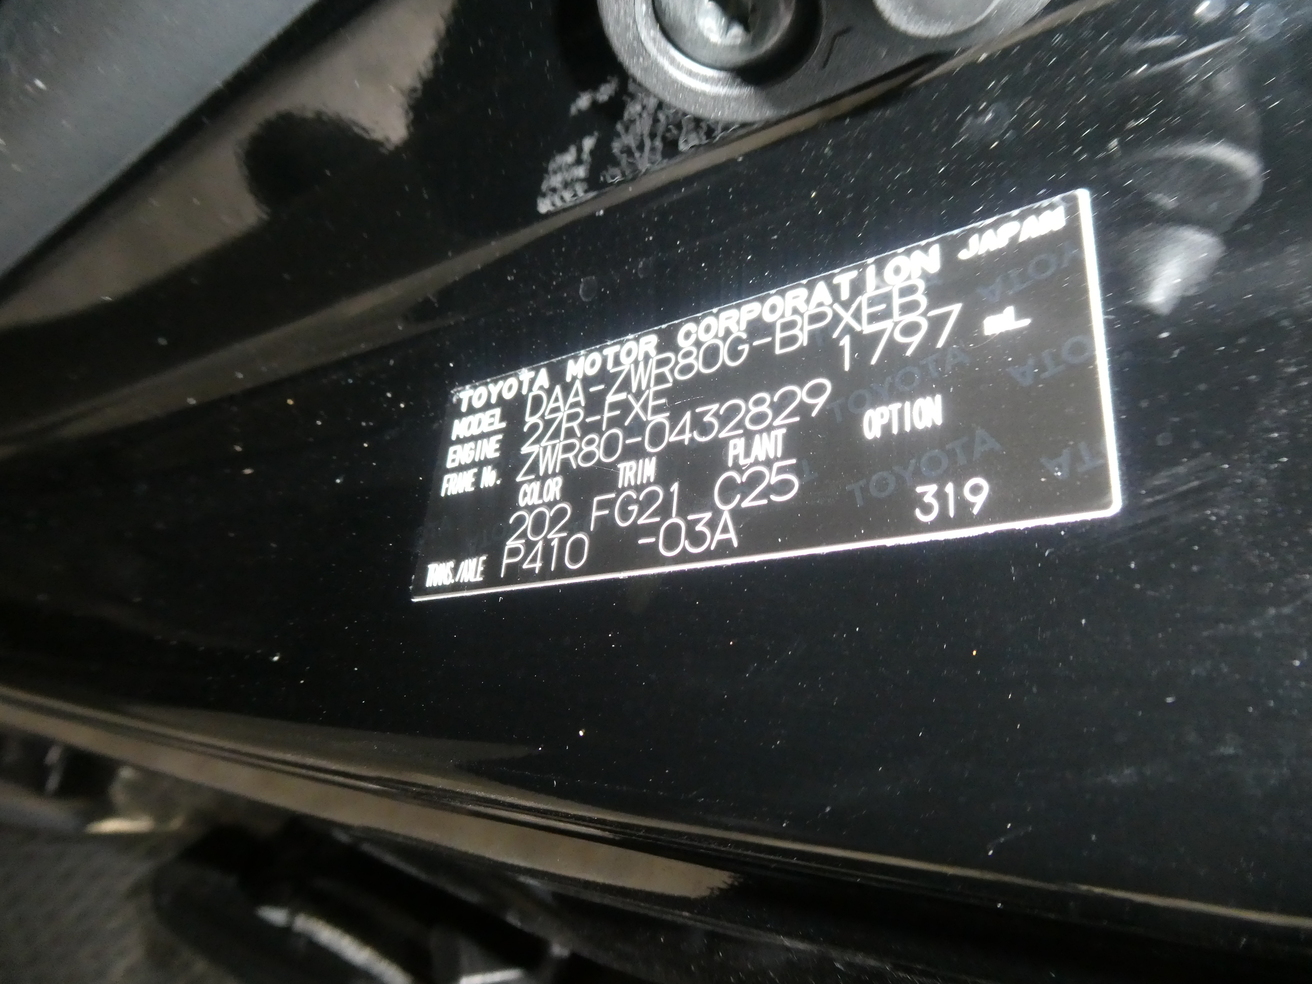 TOYOTA MOTOR CORPORATION JAPAN
MODEL DAA-ZWR80G-BPXEB
ENGINE 2ZR-FXE 1797 mL
FRAME No. ZWR80-0432829
COLOR TRIM PLANT OPTION
202 FG21 C25
TRANS./AXLE P410 -03A 319